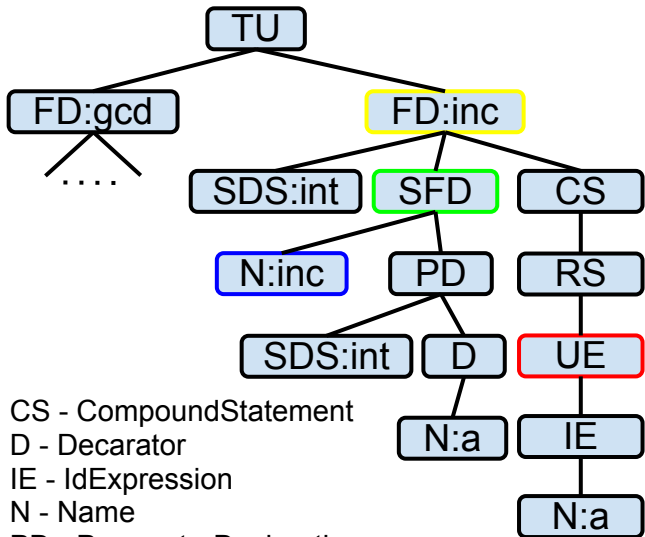 TU
FD:gcd FD:inc
.... SDS:int SFD CS
N:inc PD RS
SDS:int D UE
CS - CompoundStatement
D - Decarator N:a IE
IE - IdExpression
N - Name N:a